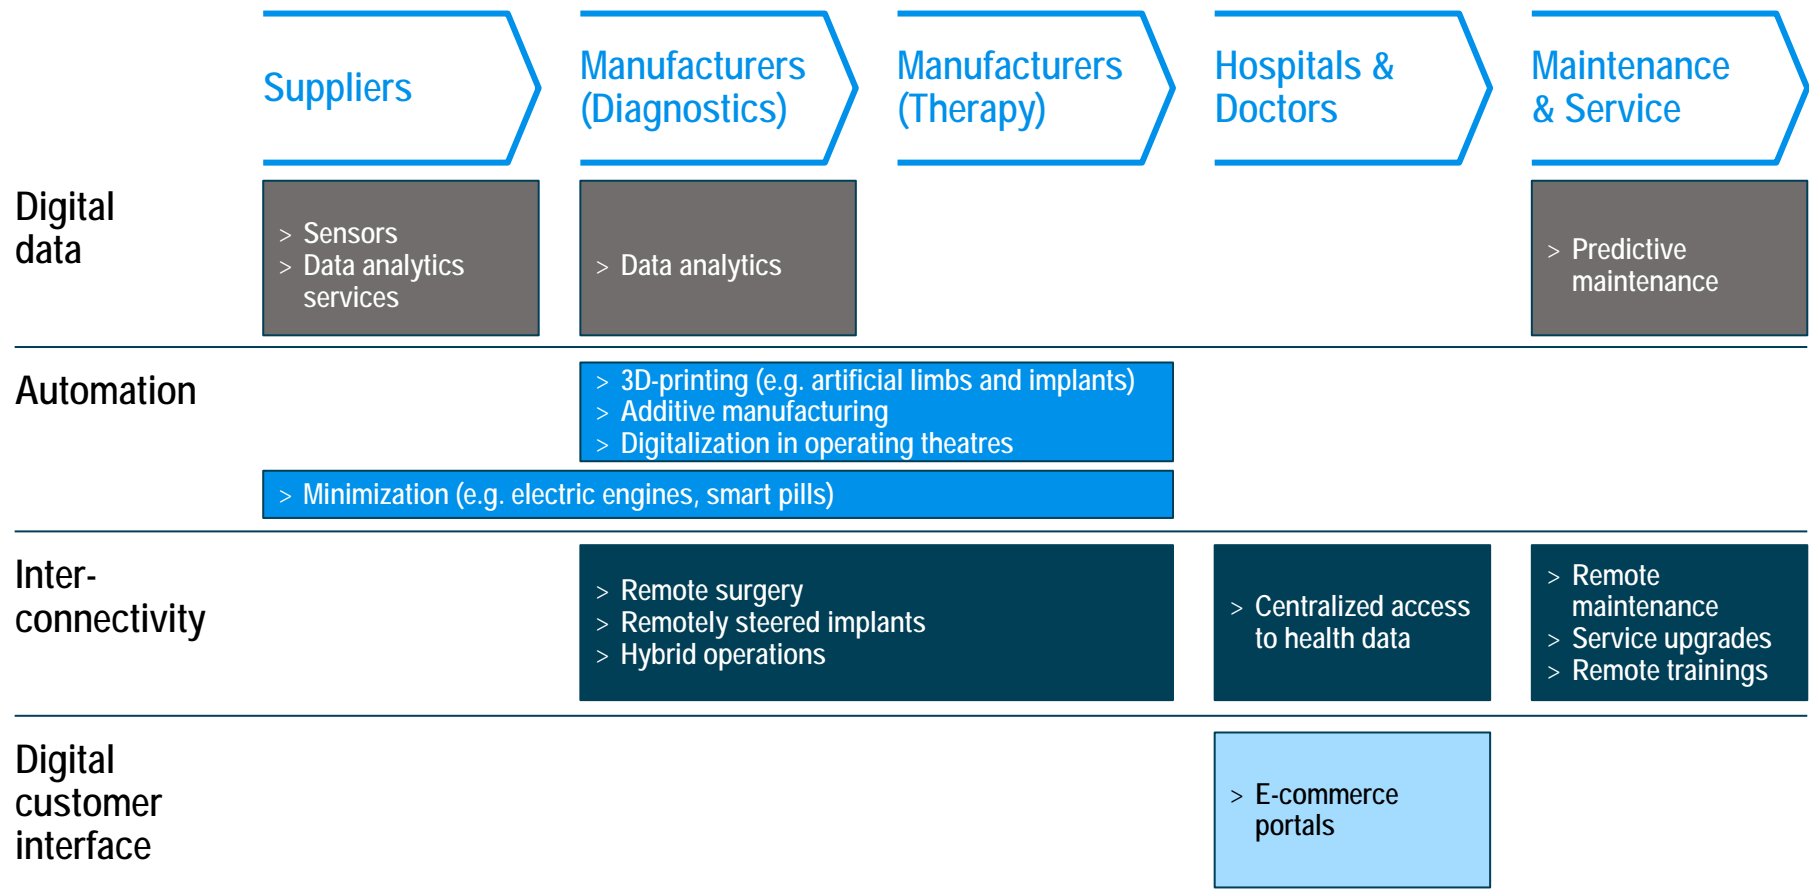 Suppliers
Manufacturers
(Diagnostics)
Manufacturers
(Therapy)
Hospitals &
Doctors
Maintenance
& Service
Digital
data
> Sensors
> Data analytics
services
> Data analytics
> Predictive
maintenance
Automation
> 3D-printing (e.g. artificial limbs and implants)
> Additive manufacturing
> Digitalization in operating theatres
> Minimization (e.g. electric engines, smart pills)
Inter-
connectivity
> Remote surgery
> Remotely steered implants
> Hybrid operations
> Centralized access
to health data
> Remote
maintenance
> Service upgrades
> Remote trainings
Digital
customer
interface
> E-commerce
portals